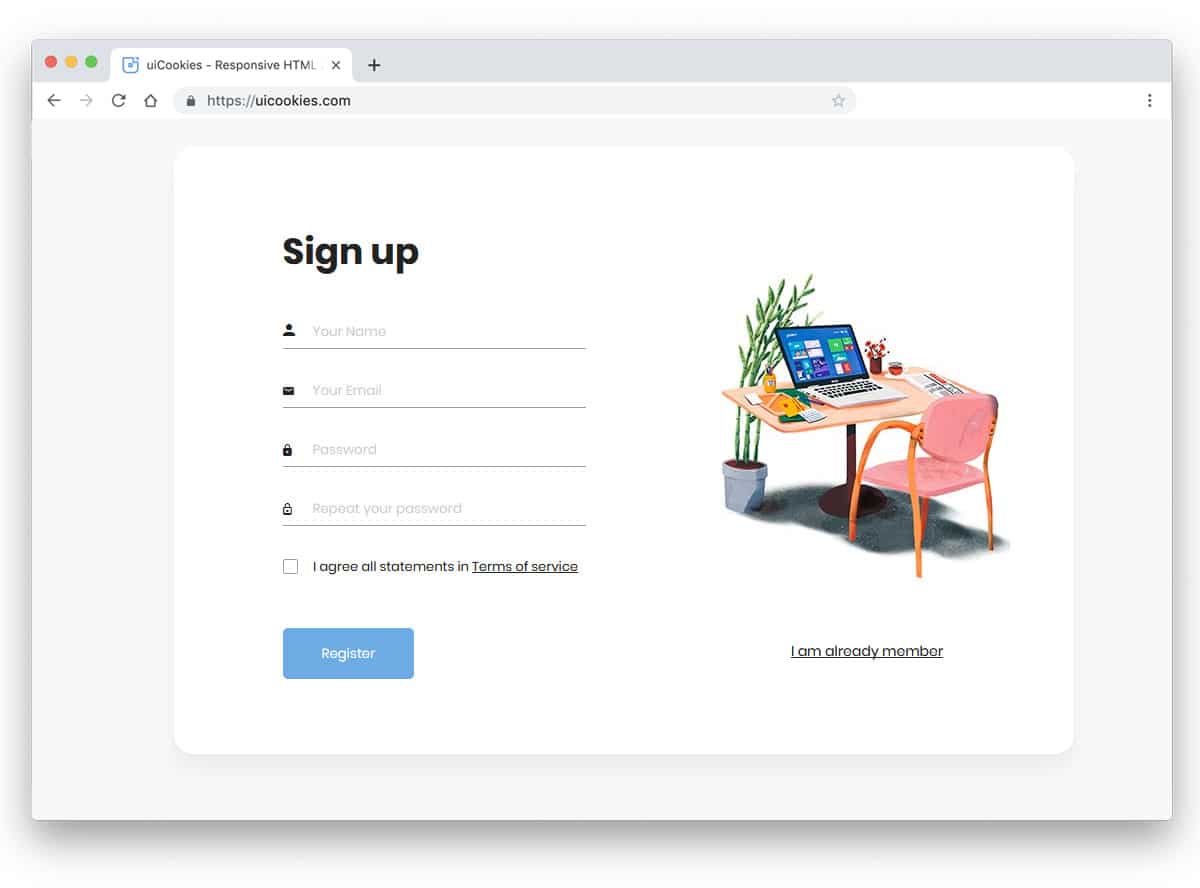 uiCookies - Responsive HTML
https://uicookies.com
Sign up
Your Name
Your Email
Password
Repeat your password
I agree all statements in Terms of service
Register
I am already member